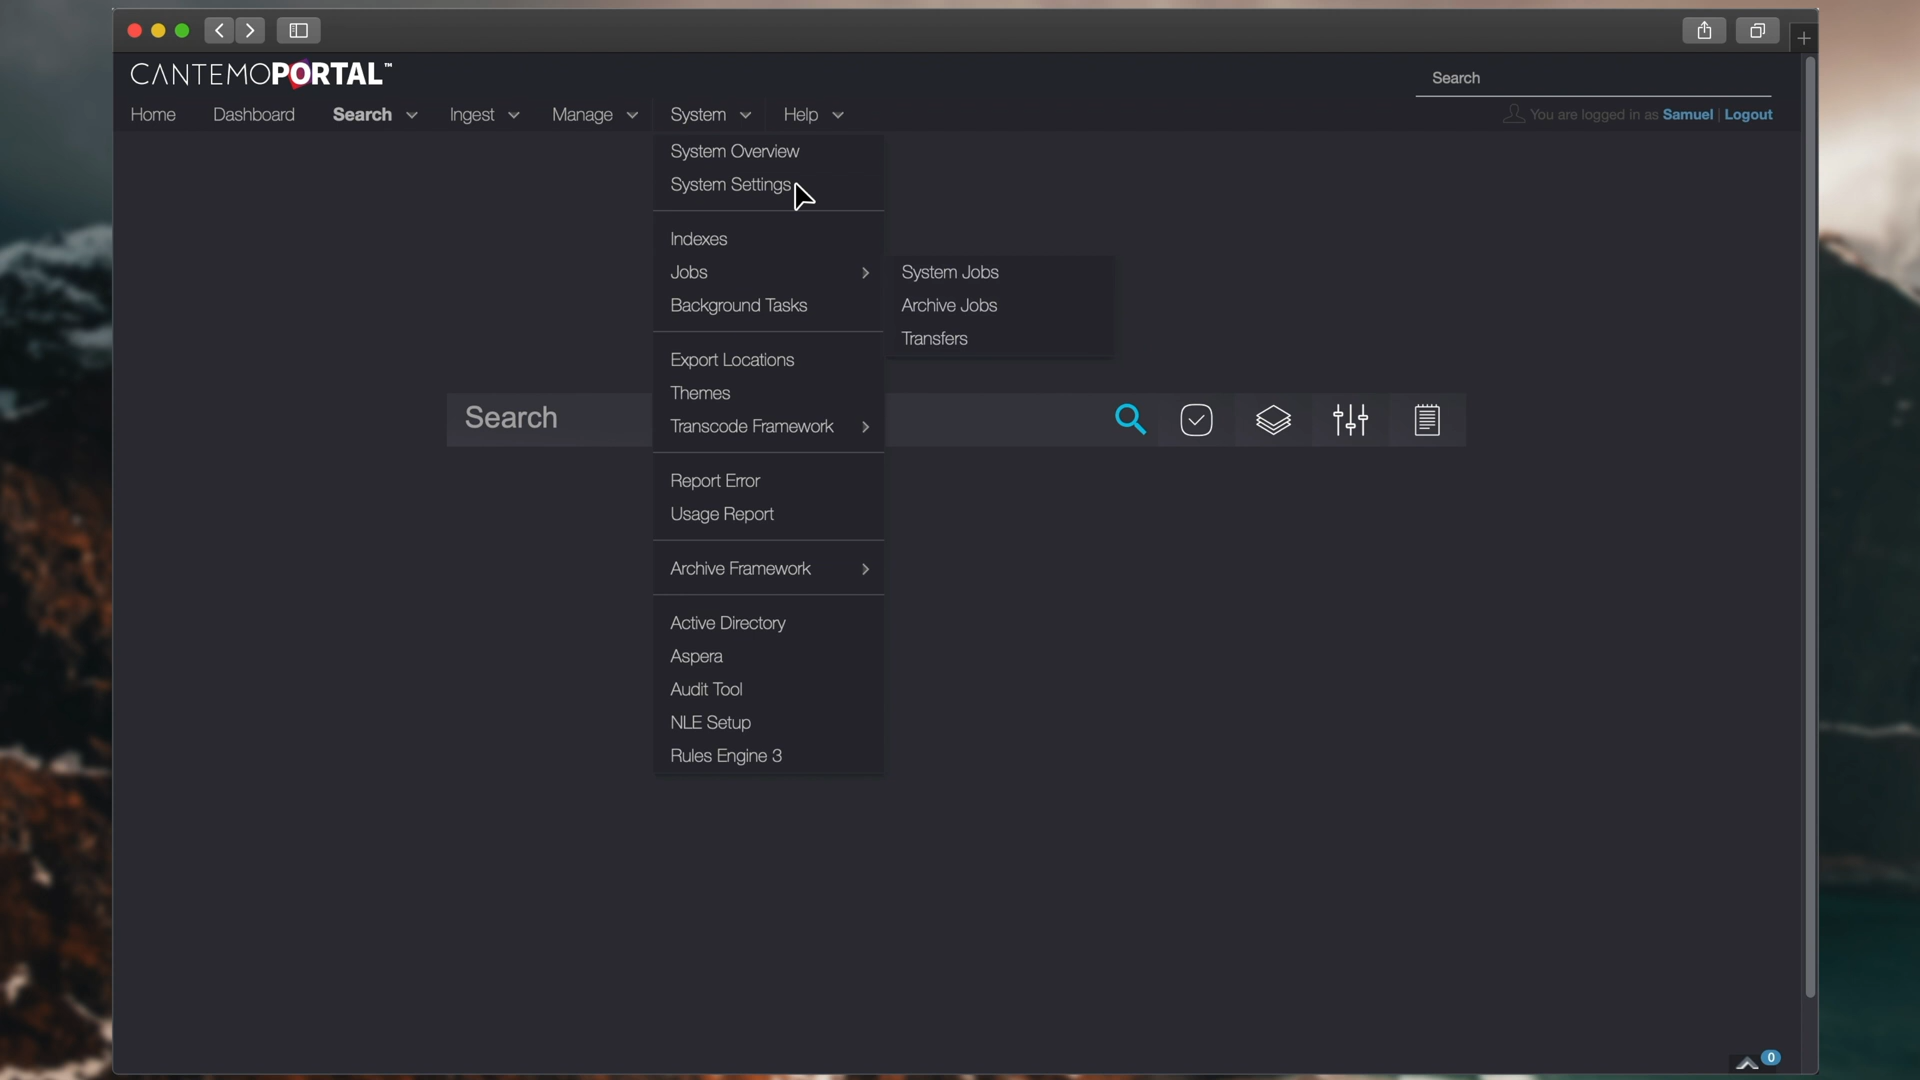 CANTEMOPORTAL™
Search
Home Dashboard Search Ingest Manage System Help
You are logged in as Samuel | Logout
System Overview
System Settings
Indexes
Jobs
System Jobs
Background Tasks
Archive Jobs
Transfers
Export Locations
Themes
Search
Transcode Framework
Report Error
Usage Report
Archive Framework
Active Directory
Aspera
Audit Tool
NLE Setup
Rules Engine 3
0